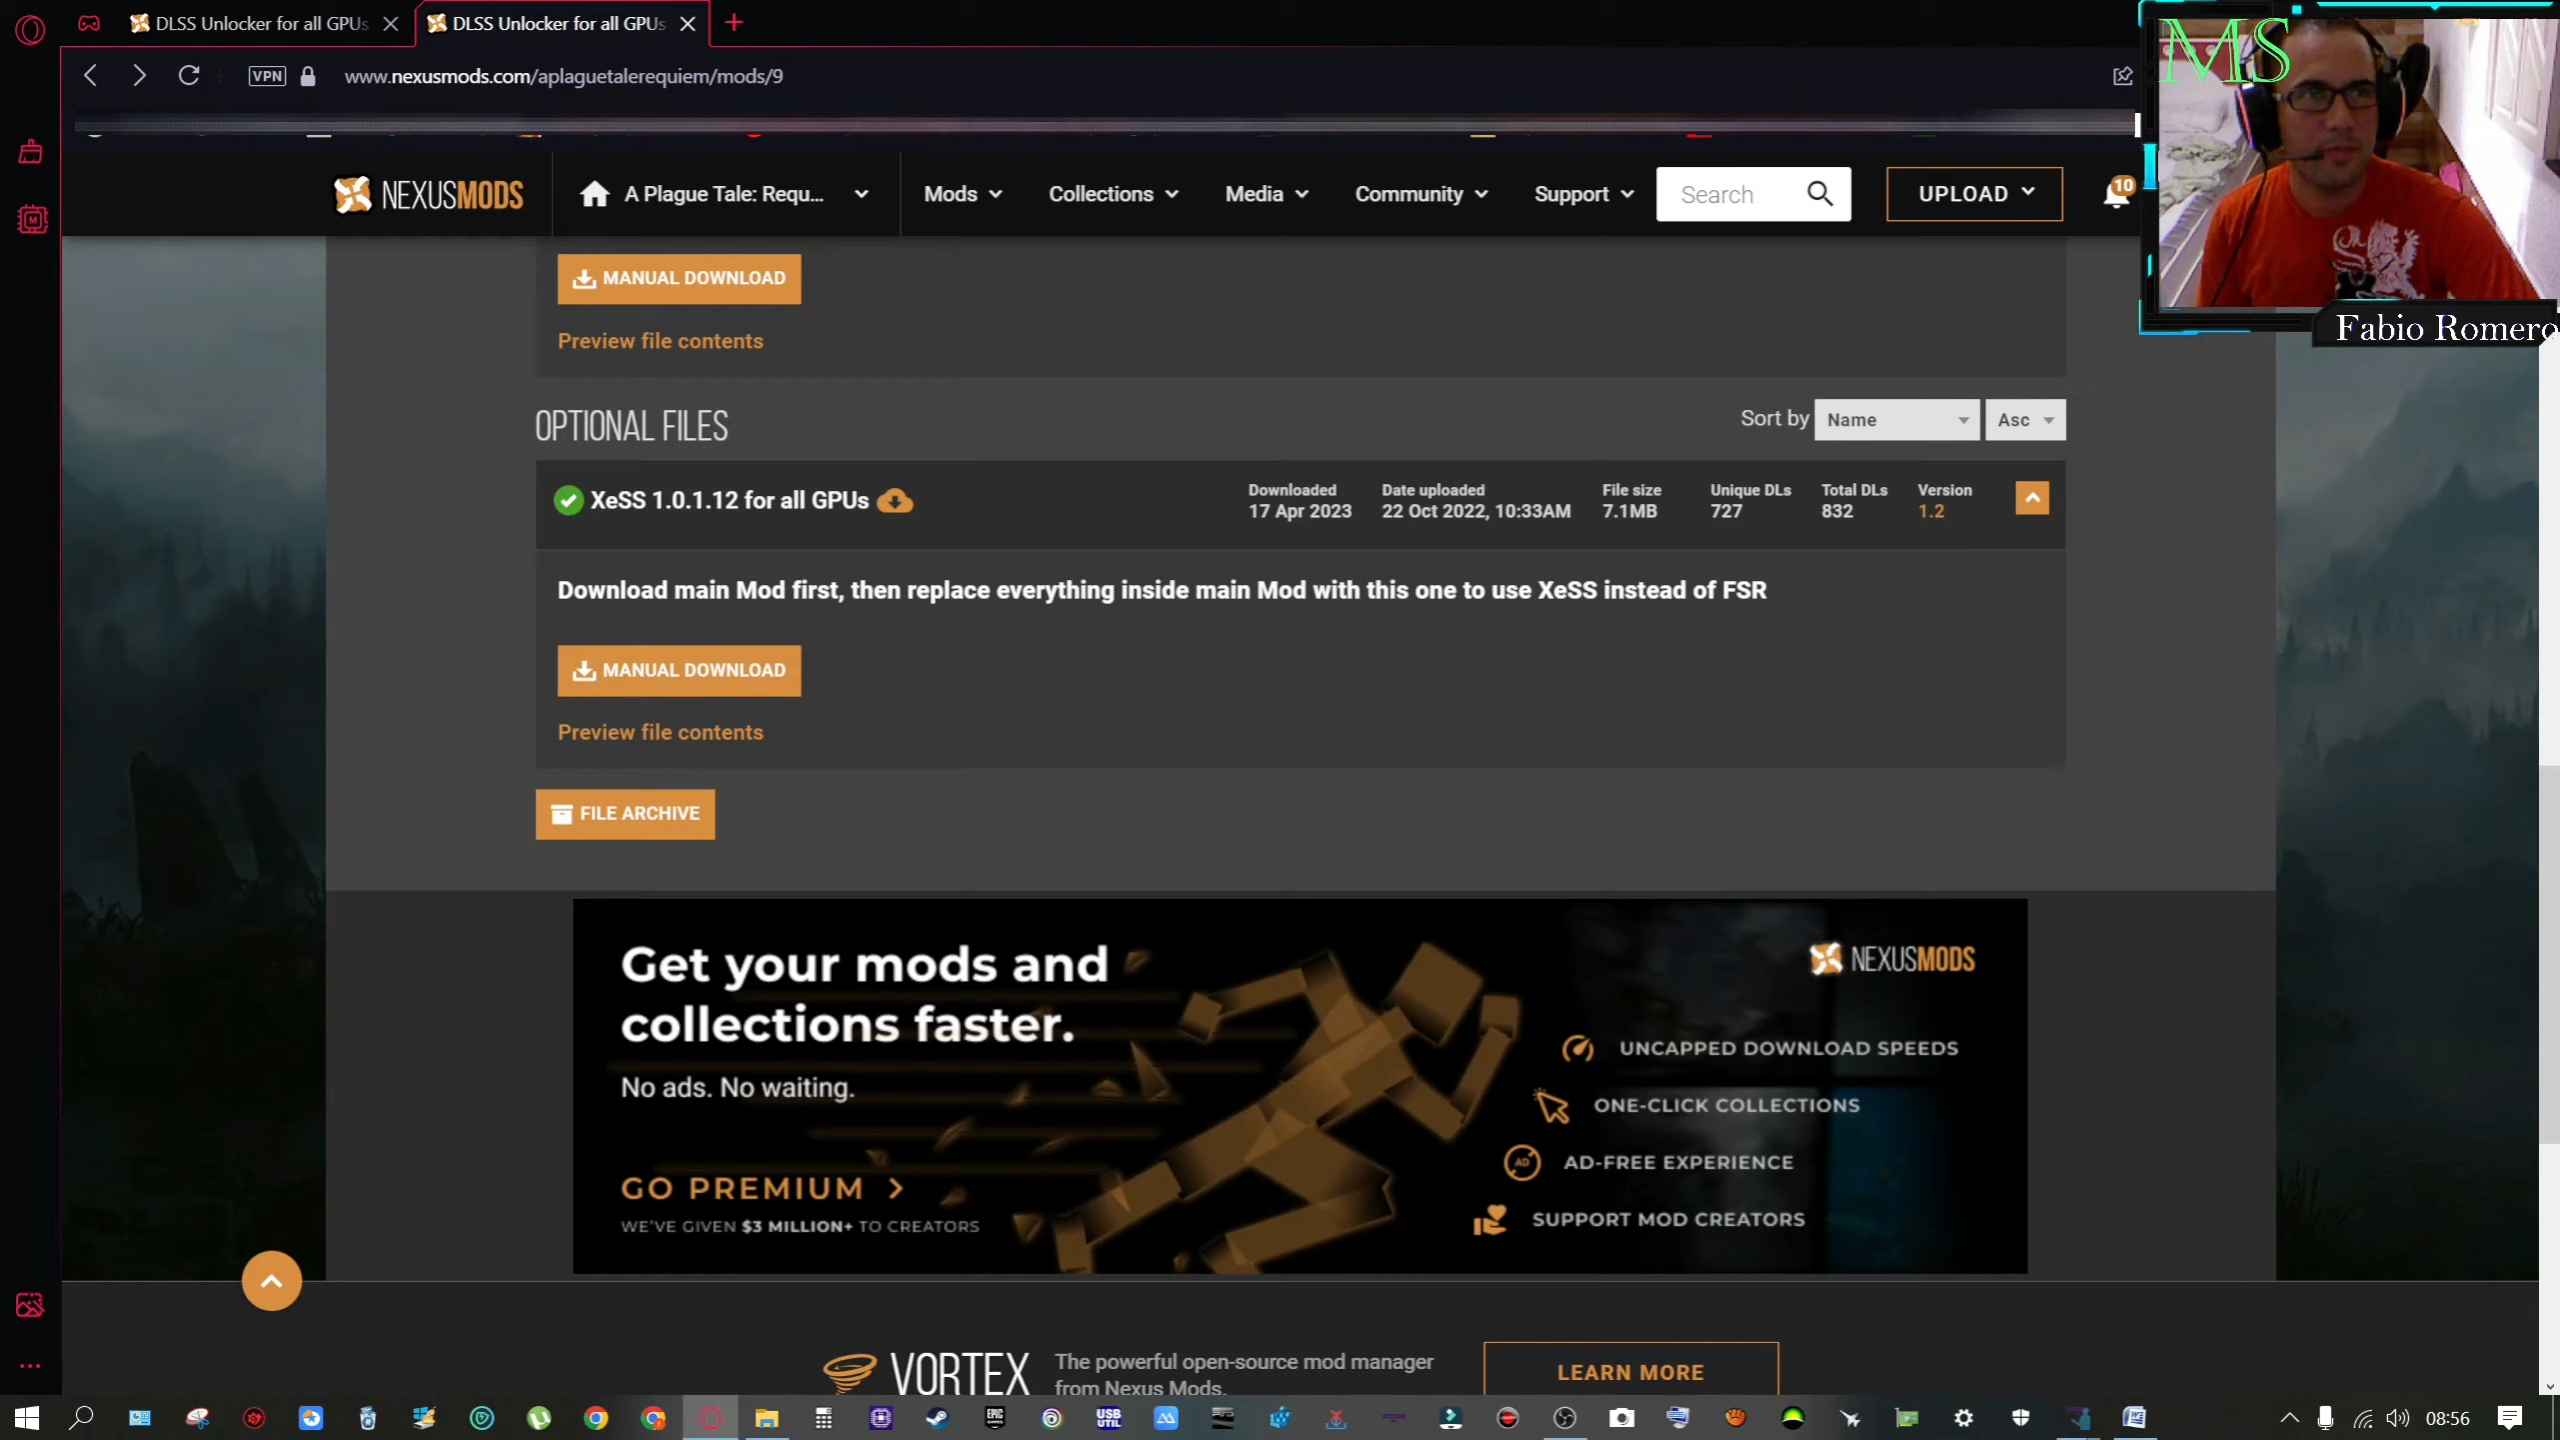 DLSS Unlocker for all GPUs
DLSS Unlocker for all GPUs
VPN
www.nexusmods.com/aplaguetalerequiem/mods/9
MS
NEXUSMODS
A Plague Tale: Requ...
Mods
Collections
Media
Community
Support
Search
UPLOAD
10
Fabio Romero
MANUAL DOWNLOAD
Preview file contents
OPTIONAL FILES
Sort by Name Asc
XeSS 1.0.1.12 for all GPUs
Downloaded Date uploaded File size Unique DLs Total DLs Version
17 Apr 2023 22 Oct 2022, 10:33AM 7.1MB 727 832 1.2
Download main Mod first, then replace everything inside main Mod with this one to use XeSS instead of FSR
MANUAL DOWNLOAD
Preview file contents
FILE ARCHIVE
Get your mods and
collections faster.
No ads. No waiting.
GO PREMIUM
WE'VE GIVEN $3 MILLION+ TO CREATORS
NEXUSMODS
UNCAPPED DOWNLOAD SPEEDS
ONE-CLICK COLLECTIONS
AD
AD-FREE EXPERIENCE
SUPPORT MOD CREATORS
VORTEX
The powerful open-source mod manager
from Nexus Mods.
LEARN MORE
EPIC
USB
UTIL
08:56